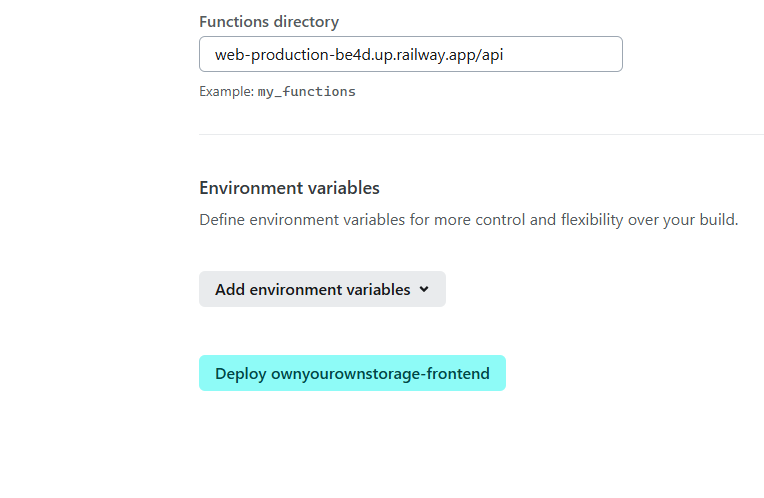 Functions directory
web-production-be4d.up.railway.app/api
Example: my_functions
Environment variables
Define environment variables for more control and flexibility over your build.
Add environment variables
Deploy ownyourownstorage-frontend